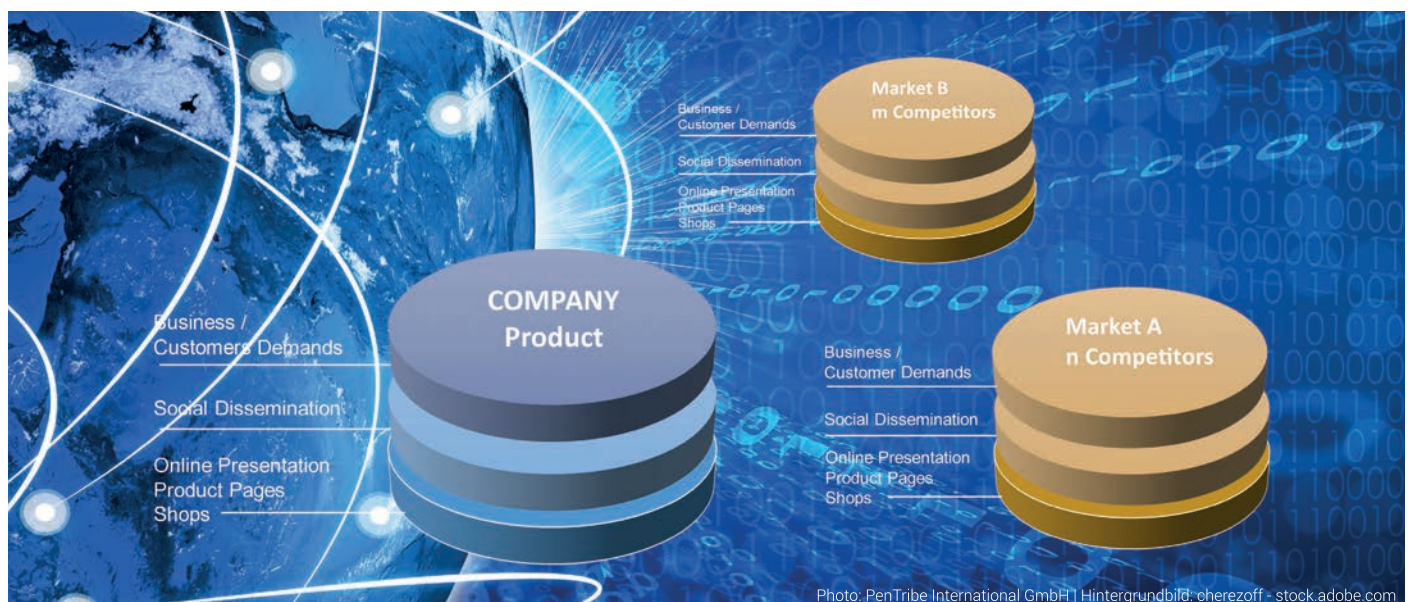 Market B
m Competitors
Business /
Customer Demands
Social Dissemination
Online Presentation
Product Pages
Shops
COMPANY
Product
Business /
Customers Demands
Social Dissemination
Online Presentation
Product Pages
Shops
Market A
n Competitors
Business /
Customer Demands
Social Dissemination
Online Presentation
Product Pages
Shops
Photo: PenTribe International GmbH | Hintergrundbild: cherezoff - stock.adobe.com